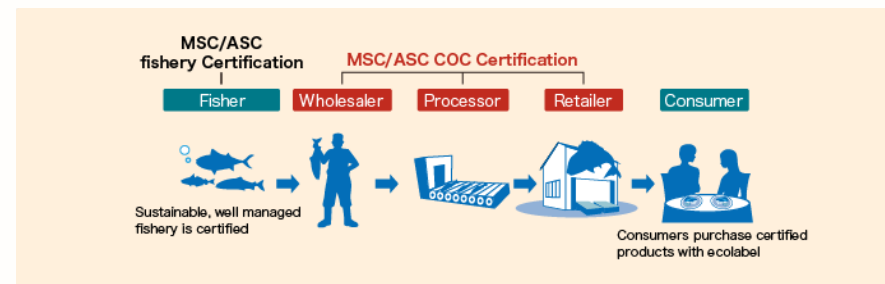 MSC/ASC
fishery Certification
MSC/ASC COC Certification
Fisher
Wholesaler
Processor
Retailer
Consumer
Sustainable, well managed
fishery is certified
Consumers purchase certified
products with ecolabel